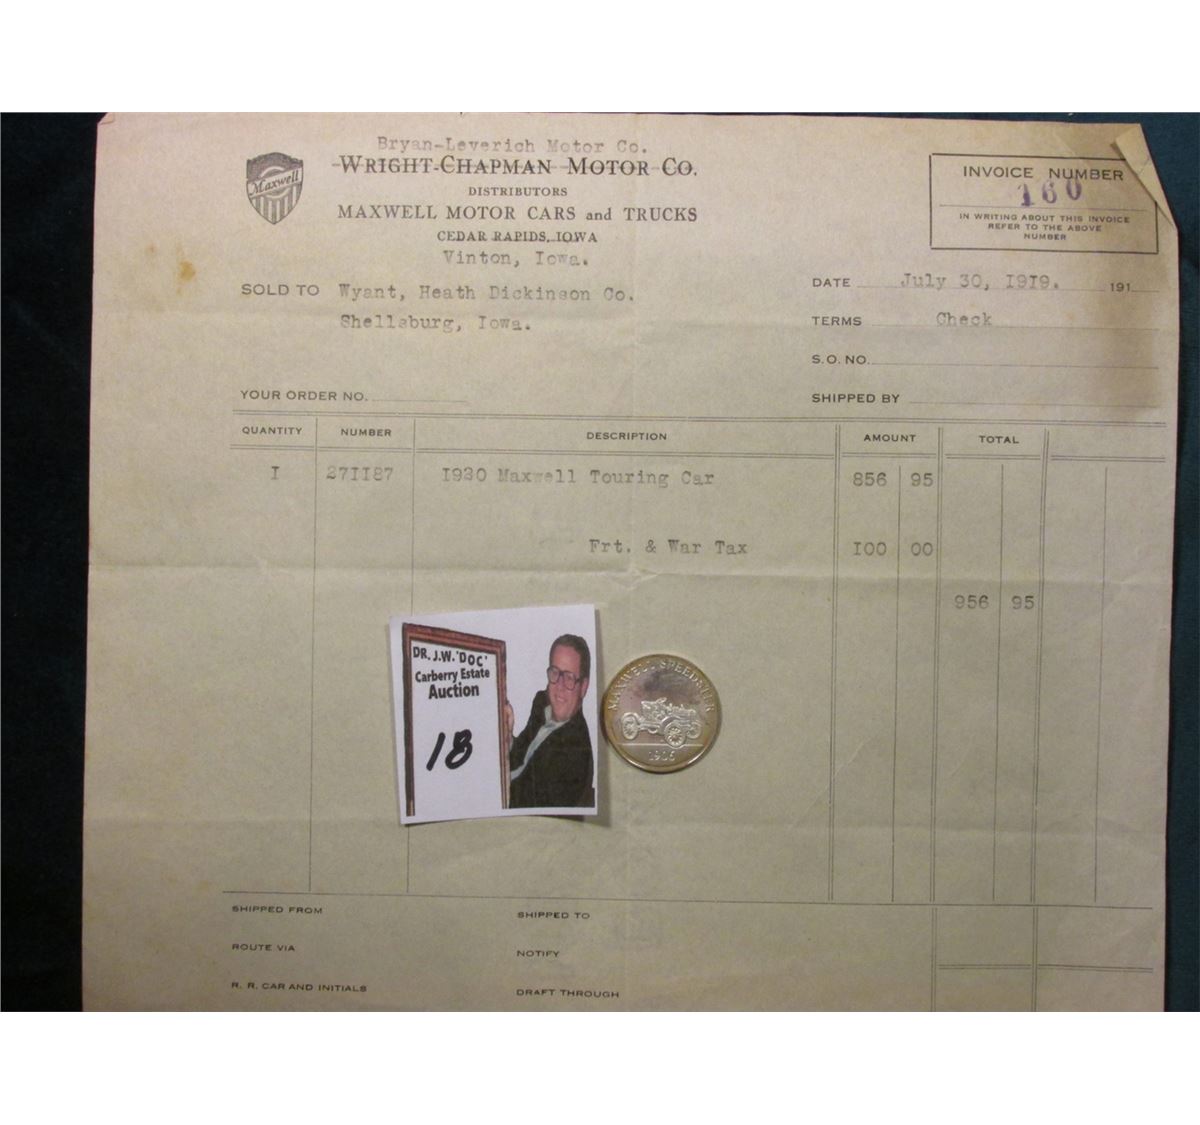 Bryan-Leverich Motor Co.
WRIGHT-CHAPMAN MOTOR CO.
DISTRIBUTORS
MAXWELL MOTOR CARS and TRUCKS
CEDAR RAPIDS, IOWA
Vinton, Iowa.
Maxwell
INVOICE NUMBER
160
IN WRITING ABOUT THIS INVOICE
REFER TO THE ABOVE
NUMBER
SOLD TO Wyant, Heath Dickinson Co.
Shellsburg, Iowa.
DATE July 30, 1919. 191
TERMS Check
S.O. NO.
YOUR ORDER NO.
SHIPPED BY
QUANTITY NUMBER DESCRIPTION AMOUNT TOTAL
I 271187 1920 Maxwell Touring Car 856 95
Frt. & War Tax 100 00
956 95
DR. J.W. 'DOC'
Carberry Estate
Auction
18
MAXWELL SPEEDSTER
1906
SHIPPED FROM SHIPPED TO
ROUTE VIA NOTIFY
R. R. CAR AND INITIALS DRAFT THROUGH